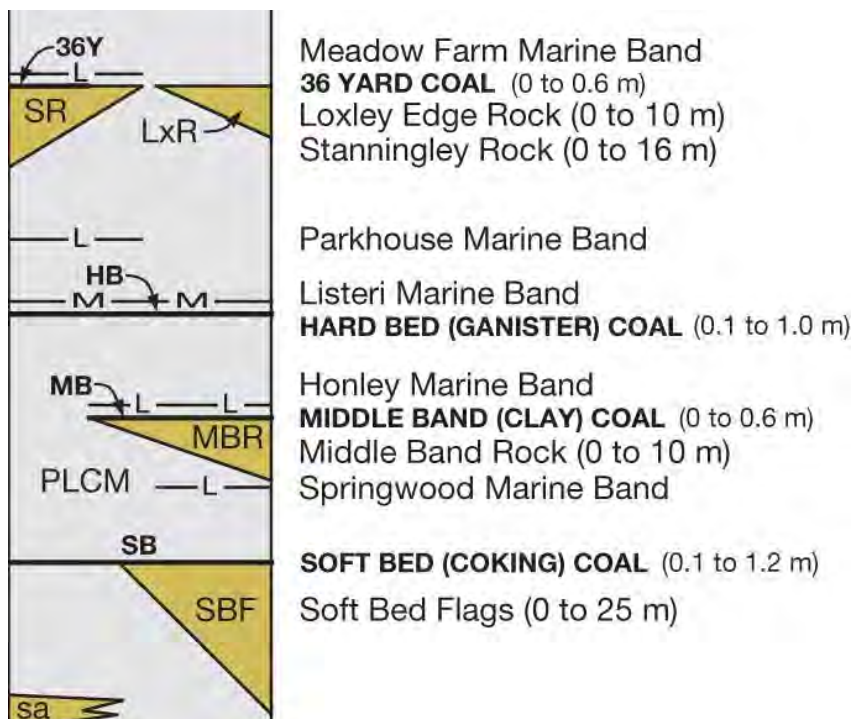 36Y
L
SR
LxR
Meadow Farm Marine Band
36 YARD COAL (0 to 0.6 m)
Loxley Edge Rock (0 to 10 m)
Stanningley Rock (0 to 16 m)
L
Parkhouse Marine Band
HB
M M
Listeri Marine Band
HARD BED (GANISTER) COAL (0.1 to 1.0 m)
MB
L L
MBR
Honley Marine Band
MIDDLE BAND (CLAY) COAL (0 to 0.6 m)
Middle Band Rock (0 to 10 m)
PLCM
L
Springwood Marine Band
SB
SOFT BED (COKING) COAL (0.1 to 1.2 m)
SBF
Soft Bed Flags (0 to 25 m)
sa